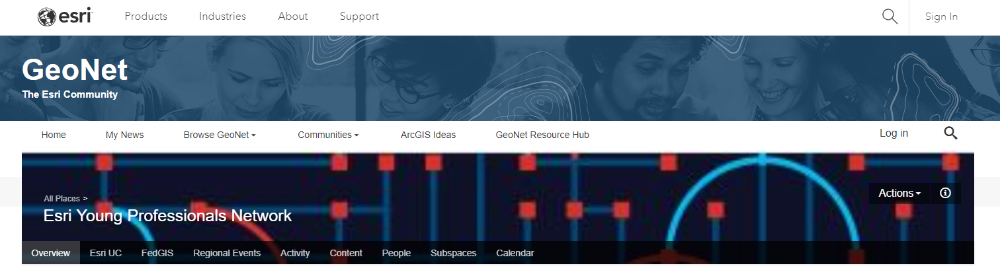 esri Products Industries About Support Sign In
GeoNet
The Esri Community
Home My News Browse GeoNet Communities ArcGIS Ideas GeoNet Resource Hub Log in
All Places >
Actions
Esri Young Professionals Network
Overview Esri UC FedGIS Regional Events Activity Content People Subspaces Calendar